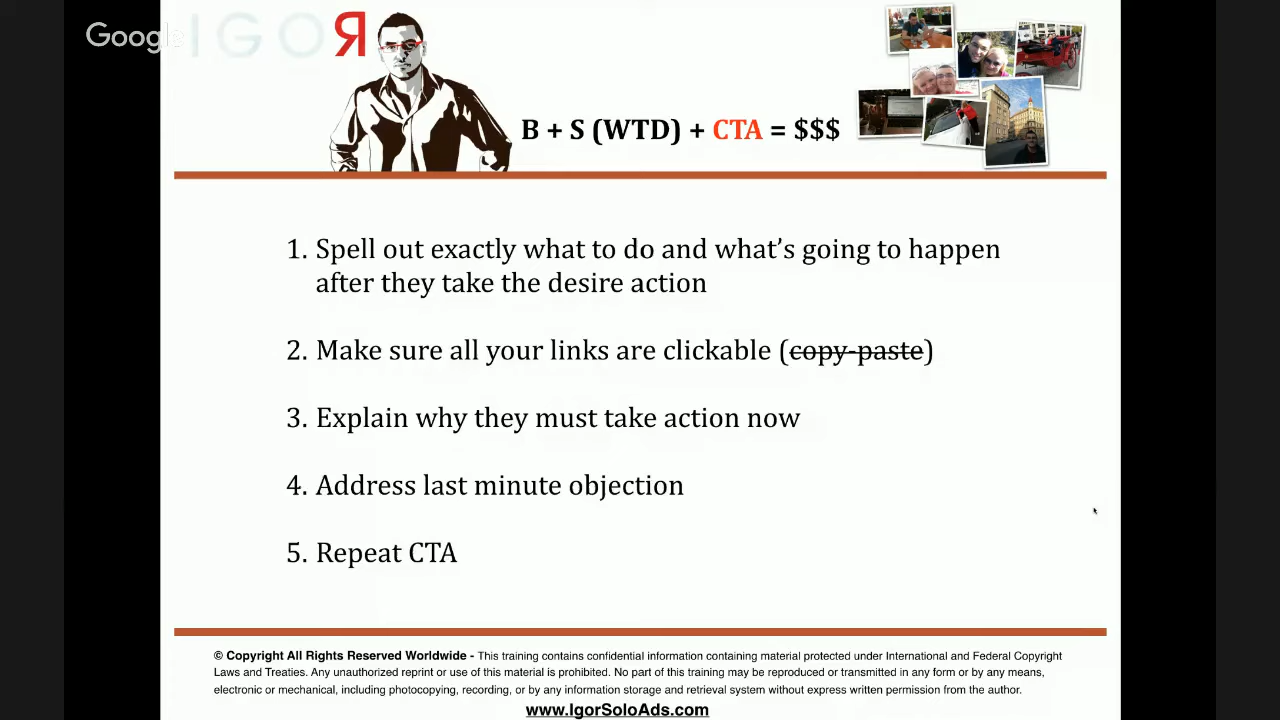 Google
IGOЯ
B + S (WTD) + CTA = $$$
1. Spell out exactly what to do and what's going to happen
after they take the desire action
2. Make sure all your links are clickable (copy-paste)
3. Explain why they must take action now
4. Address last minute objection
5. Repeat CTA
© Copyright All Rights Reserved Worldwide - This training contains confidential information containing material protected under International and Federal Copyright
Laws and Treaties. Any unauthorized reprint or use of this material is prohibited. No part of this training may be reproduced or transmitted in any form or by any means,
electronic or mechanical, including photocopying, recording, or by any information storage and retrieval system without express written permission from the author.
www.IgorSoloAds.com